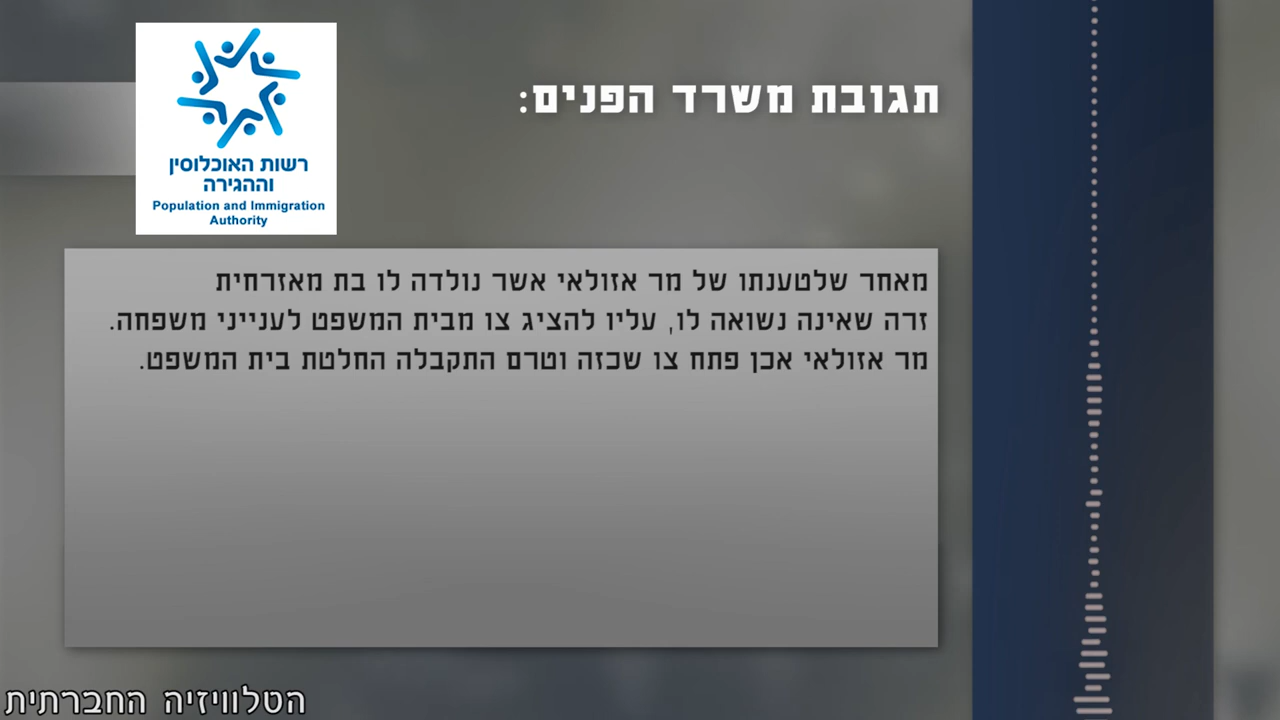 רשות האוכלוסין
וההגירה
Population and Immigration
Authority
תגובת משרד הפנים:
מאחר שלטענתו של מר אזולאי אשר נולדה לו בת מאזרחית
זרה שאינה נשואה לו, עליו להציג צו מבית המשפט לענייני משפחה.
מר אזולאי אכן פתח צו שכזה וטרם התקבלה החלטת בית המשפט.
הטלוויזיה החברתית